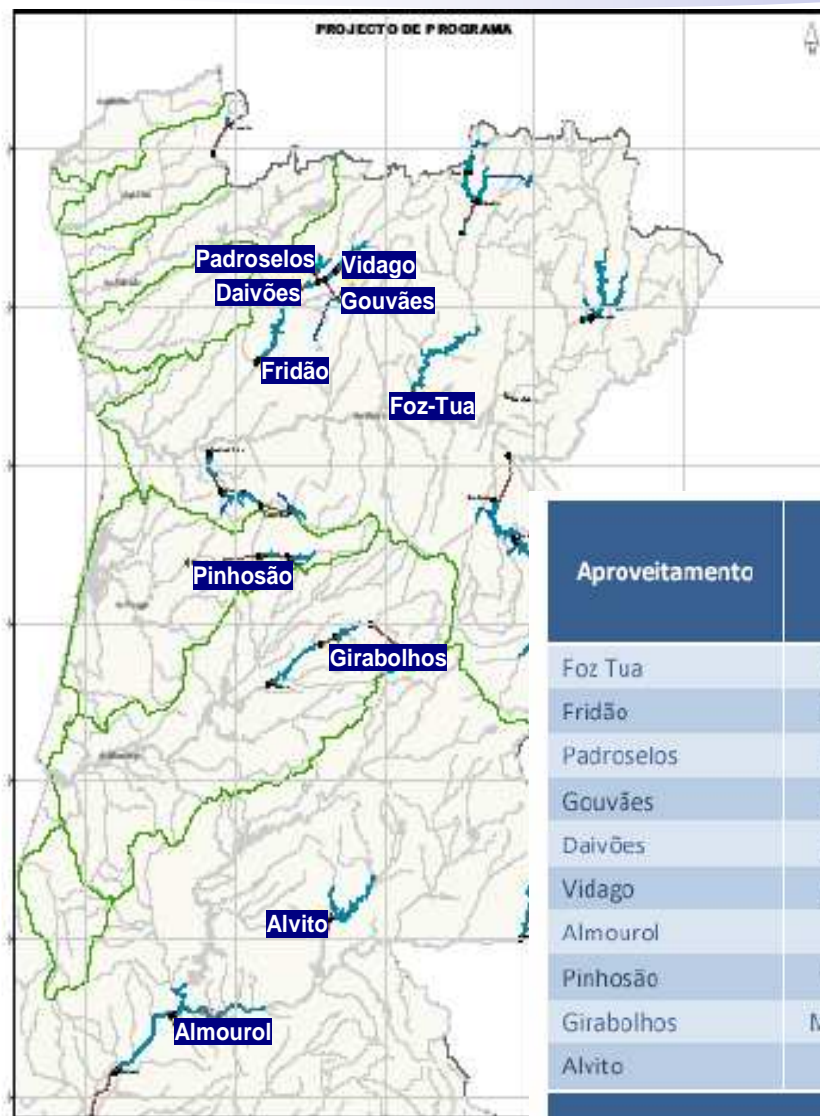 PROJECTO DE PROGRAMA
Padroselos
Vidago
Daivões
Gouvães
Fridão
Foz-Tua
Pinhosão
Girabolhos
Alvito
Almourol
Aproveitamento
Foz Tua
Fridão
Padroselos
Gouvães
Daivões
Vidago
Almourol
Pinhosão
Girabolhos
Alvito